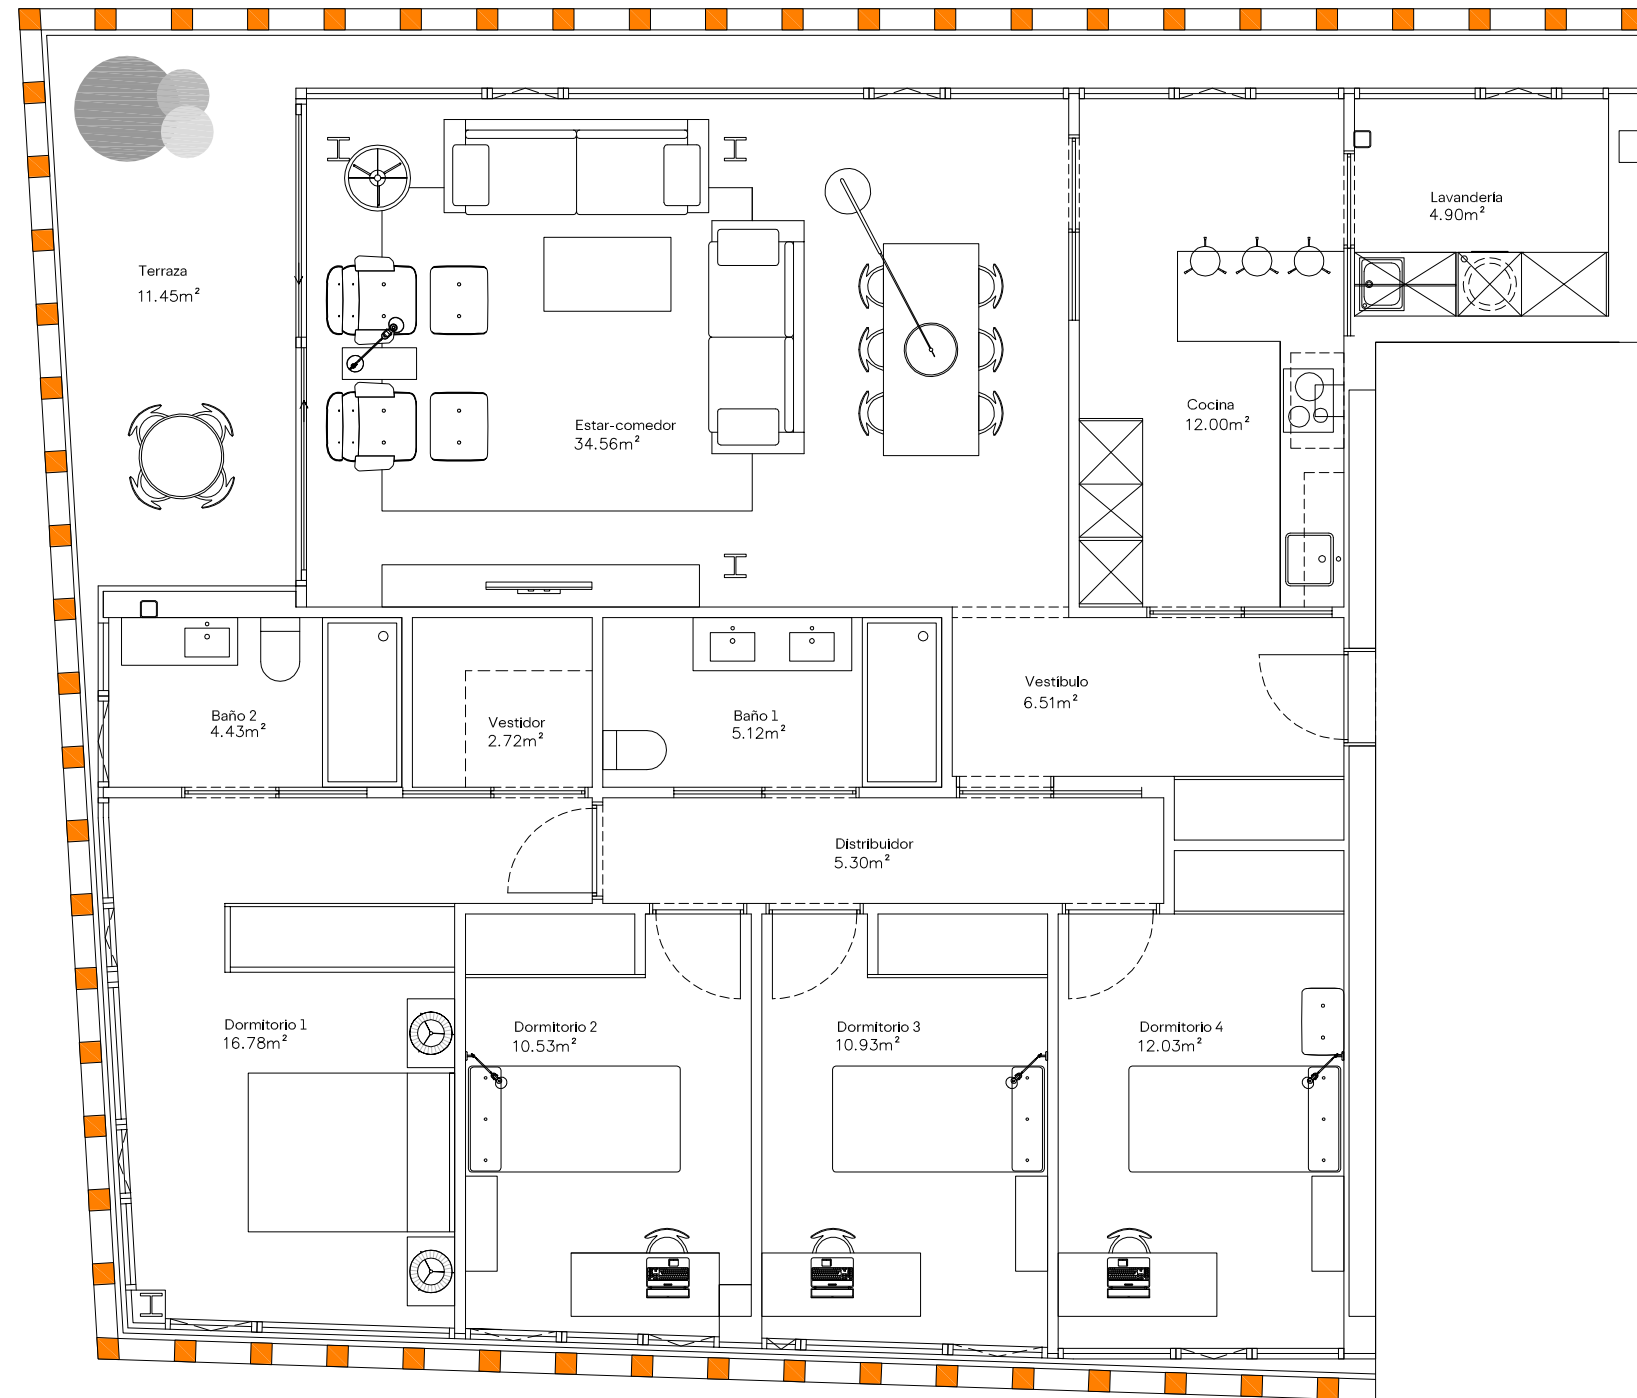 Lavandería
4.90m²
Terraza
11.45m²
Cocina
12.00m²
Estar-comedor
34.56m²
Vestíbulo
6.51m²
Baño 2
4.43m²
Vestidor
2.72m²
Baño 1
5.12m²
Distribuidor
5.30m²
Dormitorio 1
16.78m²
Dormitorio 2
10.53m²
Dormitorio 3
10.93m²
Dormitorio 4
12.03m²